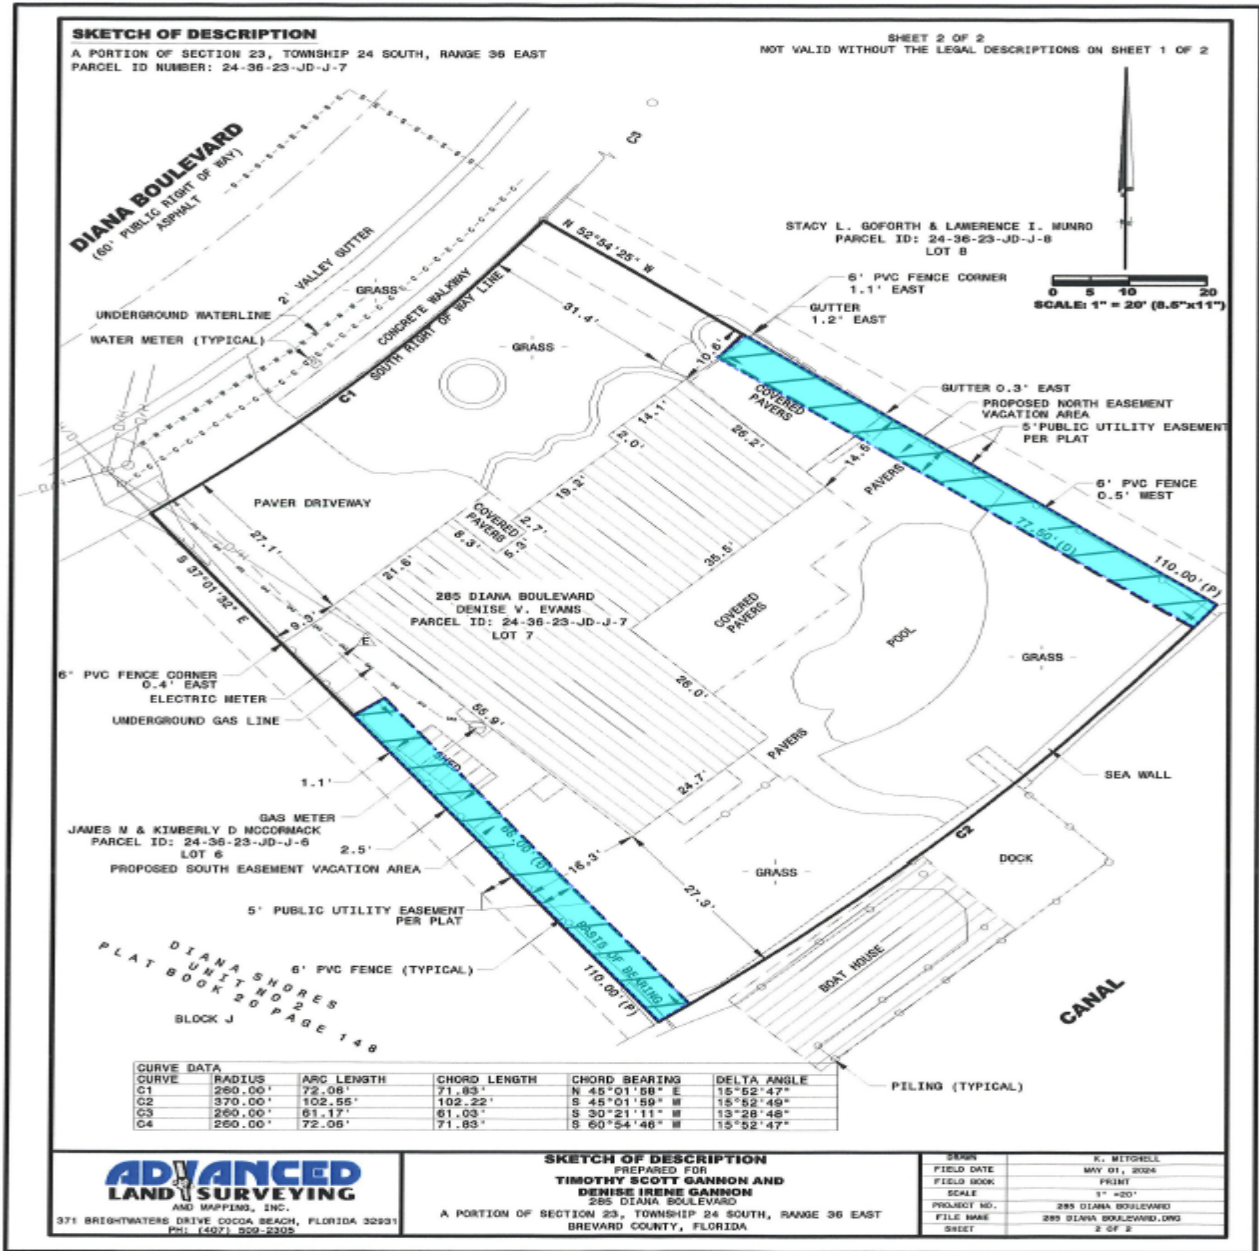 SKETCH OF DESCRIPTION
A PORTION OF SECTION 23, TOWNSHIP 24 SOUTH, RANGE 36 EAST
PARCEL ID NUMBER: 24-36-23-JD-J-7
SHEET 2 OF 2
NOT VALID WITHOUT THE LEGAL DESCRIPTIONS ON SHEET 1 OF 2
DIANA BOULEVARD
(60' PUBLIC RIGHT OF WAY)
ASPHALT
C3
N 52°54'25" W
STACY L. GOFORTH & LAWERENCE I. MUNRO
PARCEL ID: 24-36-23-JD-J-8
LOT 8
6' PVC FENCE CORNER
1.1' EAST
GUTTER
1.2' EAST
0 5 10 20
SCALE: 1" = 20' (8.5"x11")
2' VALLEY GUTTER
GRASS
CONCRETE WALKWAY
SOUTH RIGHT OF WAY LINE
C1
UNDERGROUND WATERLINE
WATER METER (TYPICAL)
31.4'
GRASS
10.6'
COVERED
PAVERS
GUTTER 0.3' EAST
PROPOSED NORTH EASEMENT
VACATION AREA
5'PUBLIC UTILITY EASEMENT
PER PLAT
14.1'
2.0'
26.2'
14.5'
PAVERS
6' PVC FENCE
0.5' WEST
77.50'(D)
110.00'(P)
PAVER DRIVEWAY
27.1'
19.2'
COVERED
PAVERS
2.7'
8.3'
5.3'
21.6'
35.5'
S 37°01'32" E
9.3'
285 DIANA BOULEVARD
DENISE V. EVANS
PARCEL ID: 24-36-23-JD-J-7
LOT 7
COVERED
PAVERS
POOL
GRASS
E
6' PVC FENCE CORNER
0.4' EAST
ELECTRIC METER
UNDERGROUND GAS LINE
55.9'
26.0'
PAVERS
SHED
24.7'
SEA WALL
1.1'
GAS METER
JAMES M & KIMBERLY D MCCORMACK
PARCEL ID: 24-36-23-JD-J-6
LOT 6
2.5'
PROPOSED SOUTH EASEMENT VACATION AREA
16.3'
27.3'
GRASS
C2
DOCK
5' PUBLIC UTILITY EASEMENT
PER PLAT
BASIS OF BEARING
110.00'(P)
6' PVC FENCE (TYPICAL)
DIANA SHORES
UNIT NO 2
PLAT BOOK 20 PAGE 148
BLOCK J
BOAT HOUSE
CANAL
PILING (TYPICAL)
CURVE DATA
CURVE RADIUS ARC LENGTH CHORD LENGTH CHORD BEARING DELTA ANGLE
C1 260.00' 72.06' 71.83' N 45°01'58" E 15°52'47"
C2 370.00' 102.55' 102.22' S 45°01'59" W 15°52'49"
C3 260.00' 61.17' 61.03' S 30°21'11" W 13°28'48"
C4 260.00' 72.06' 71.83' S 60°54'46" W 15°52'47"
ADVANCED
LAND SURVEYING
AND MAPPING, INC.
371 BRIGHTWATERS DRIVE COCOA BEACH, FLORIDA 32931
PH: (407) 509-2305
SKETCH OF DESCRIPTION
PREPARED FOR
TIMOTHY SCOTT GANNON AND
DENISE IRENE GANNON
285 DIANA BOULEVARD
A PORTION OF SECTION 23, TOWNSHIP 24 SOUTH, RANGE 36 EAST
BREVARD COUNTY, FLORIDA
DRAWN K. MITCHELL
FIELD DATE MAY 01, 2024
FIELD BOOK PRINT
SCALE 1" =20'
PROJECT NO. 285 DIANA BOULEVARD
FILE NAME 285 DIANA BOULEVARD.DWG
SHEET 2 OF 2